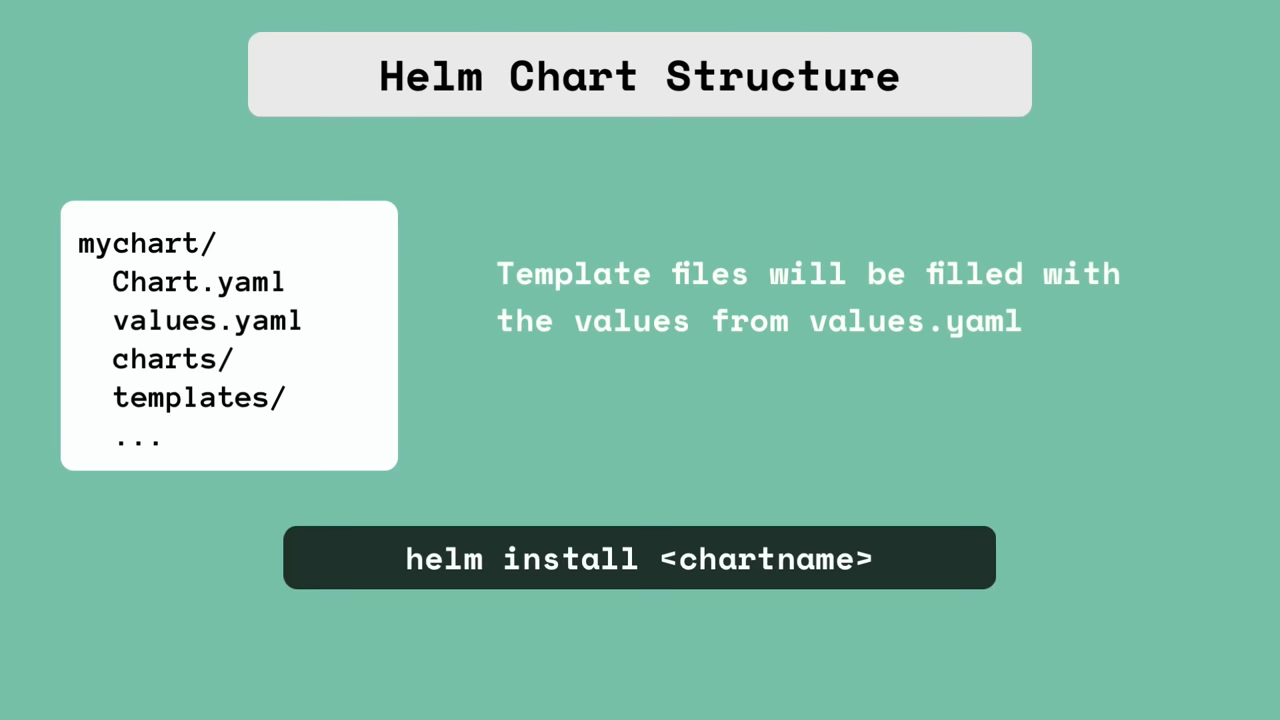 Helm Chart Structure
mychart/
Chart.yaml
values.yaml
charts/
templates/
...
Template files will be filled with
the values from values.yaml
helm install <chartname>